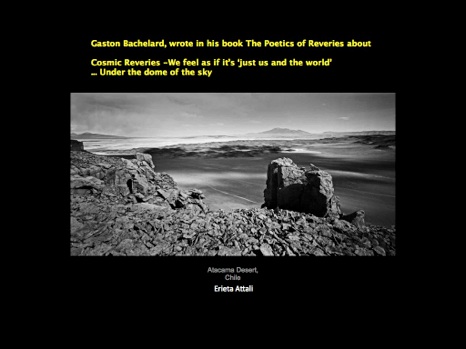 Gaston Bachelard, wrote in his book The Poetics of Reveries about
Cosmic Reveries –We feel as if it's 'just us and the world'
... Under the dome of the sky
Atacama Desert,
Chile
Erieta Attali